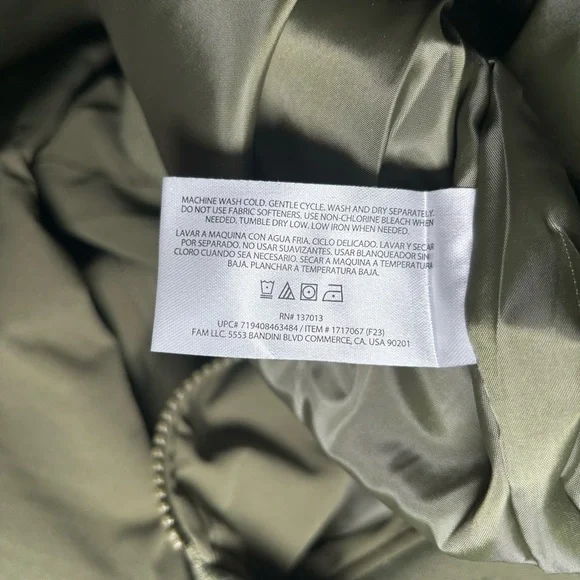 MACHINE WASH COLD. GENTLE CYCLE. WASH AND DRY SEPARATELY.
DO NOT USE FABRIC SOFTENERS. USE NON-CHLORINE BLEACH WHEN
NEEDED. TUMBLE DRY LOW. LOW IRON WHEN NEEDED.
LAVAR A MAQUINA CON AGUA FRIA. CICLO DELICADO. LAVAR Y SECAR
POR SEPARADO. NO USAR SUAVIZANTES. USAR BLANQUEADOR SIN
CLORO CUANDO SEA NECESARIO. SECAR A MAQUINA A TEMPERATURA
BAJA. PLANCHAR A TEMPERATURA BAJA.
RN# 137013
UPC# 719408463484 / ITEM # 1717067 (F23)
FAM LLC. 5553 BANDINI BLVD COMMERCE, CA. USA 90201